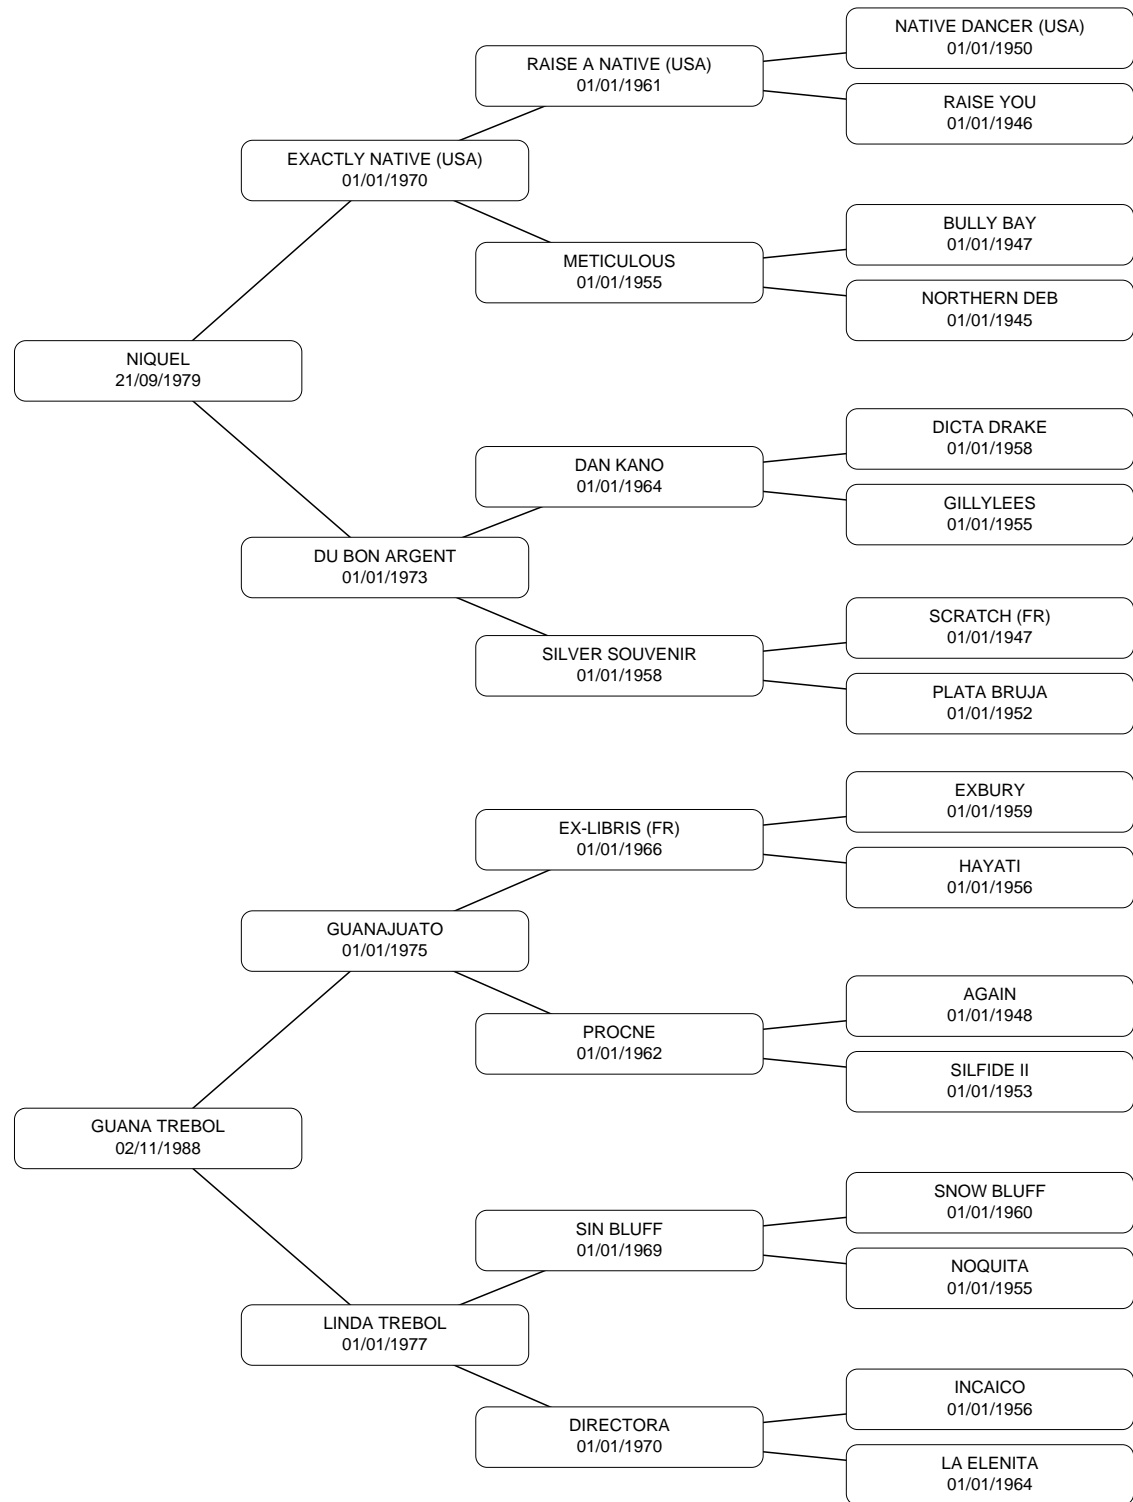 NATIVE DANCER (USA)
01/01/1950
RAISE A NATIVE (USA)
01/01/1961
RAISE YOU
01/01/1946
EXACTLY NATIVE (USA)
01/01/1970
BULLY BAY
01/01/1947
METICULOUS
01/01/1955
NORTHERN DEB
01/01/1945
NIQUEL
21/09/1979
DICTA DRAKE
01/01/1958
DAN KANO
01/01/1964
GILLYLEES
01/01/1955
DU BON ARGENT
01/01/1973
SCRATCH (FR)
01/01/1947
SILVER SOUVENIR
01/01/1958
PLATA BRUJA
01/01/1952
EXBURY
01/01/1959
EX-LIBRIS (FR)
01/01/1966
HAYATI
01/01/1956
GUANAJUATO
01/01/1975
AGAIN
01/01/1948
PROCNE
01/01/1962
SILFIDE II
01/01/1953
GUANA TREBOL
02/11/1988
SNOW BLUFF
01/01/1960
SIN BLUFF
01/01/1969
NOQUITA
01/01/1955
LINDA TREBOL
01/01/1977
INCAICO
01/01/1956
DIRECTORA
01/01/1970
LA ELENITA
01/01/1964